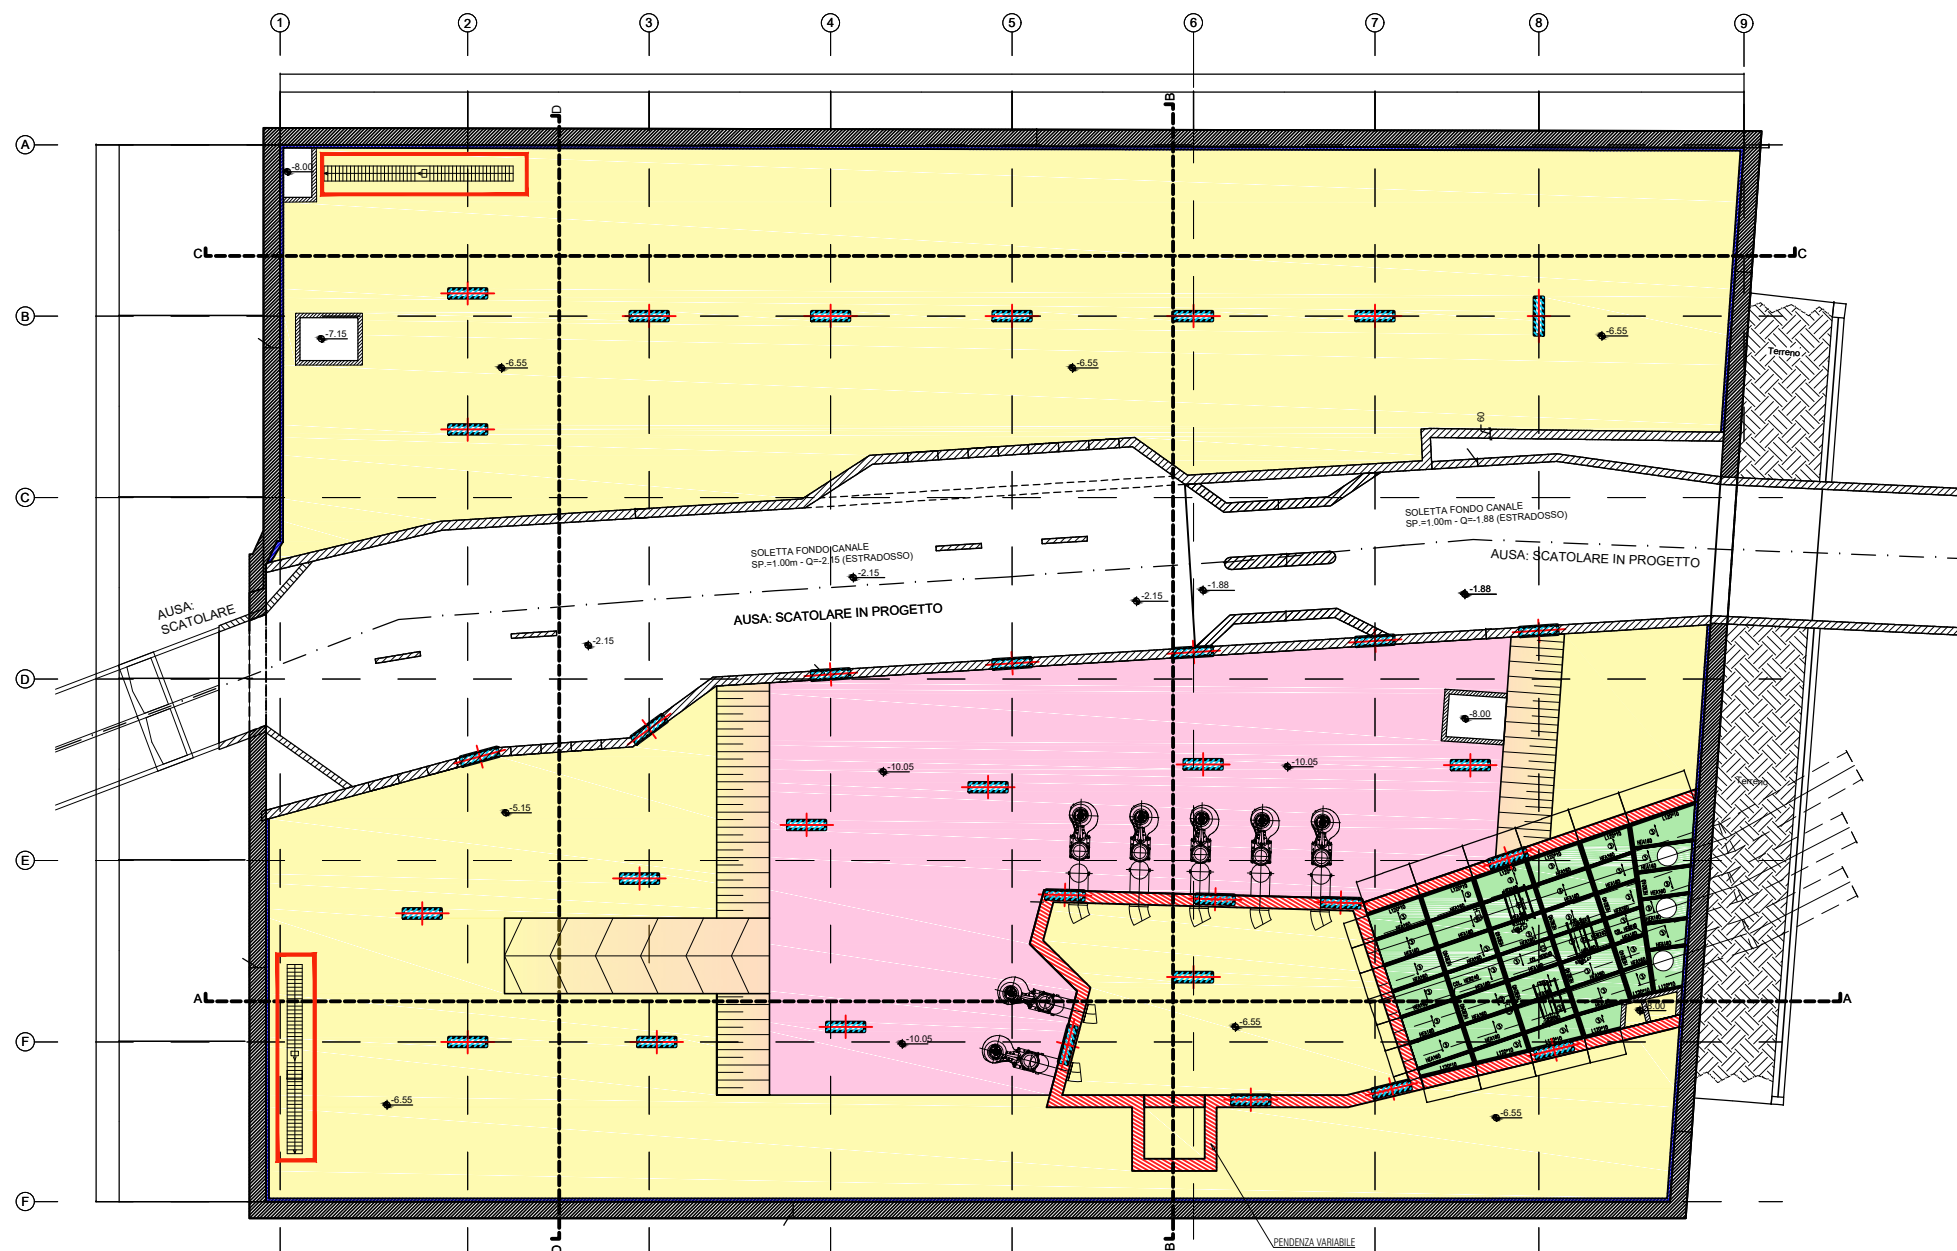 1 2 3 4 5 6 7 8 9
D B
A
-8.00
C C
B
-7.15
-6.55 -6.55 -6.55
Terreno
60
C
SOLETTA FONDO CANALE
SP.=1.00m - Q=-1.88 (ESTRADOSSO)
SOLETTA FONDO CANALE
SP.=1.00m - Q=-2.15 (ESTRADOSSO)
-2.15
AUSA: SCATOLARE IN PROGETTO
-1.88
-1.88
-2.15
AUSA:
SCATOLARE
AUSA: SCATOLARE IN PROGETTO
-2.15
D
-8.00
-10.05 -10.05
Terreno
-5.15
E
A A
-8.00
-6.55
F
-10.05
-6.55
-6.55
F
PENDENZA VARIABILE
D B